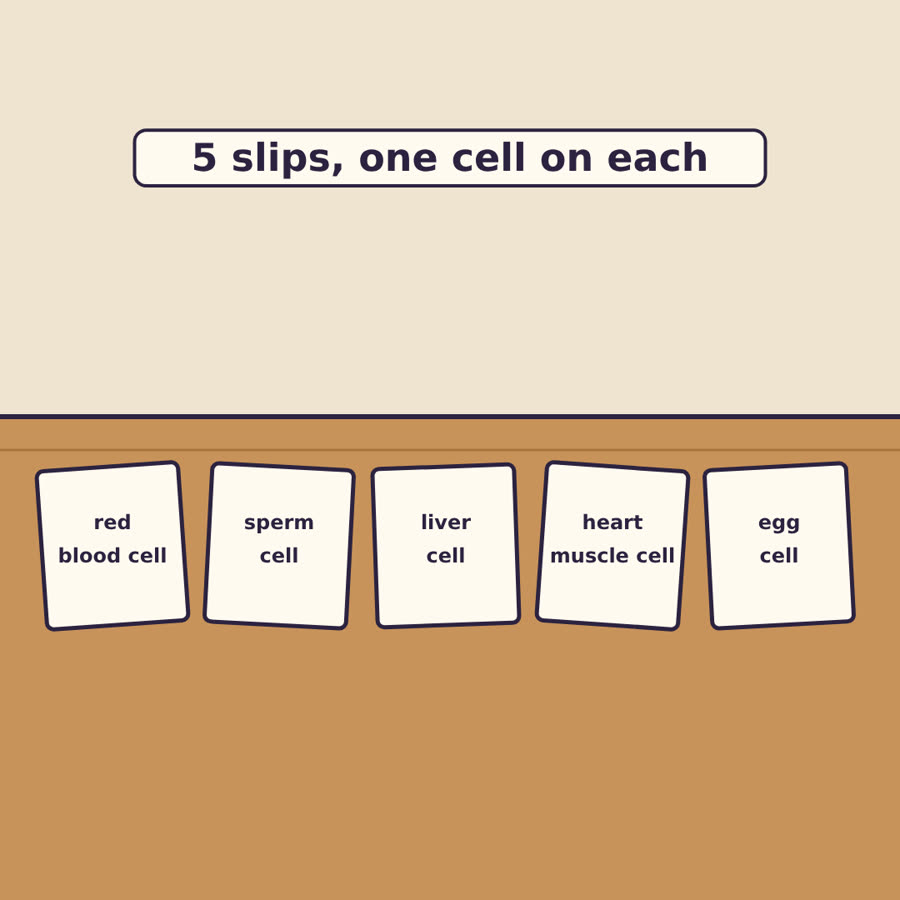 5 slips, one cell on each
red
blood cell
sperm
cell
liver
cell
heart
muscle cell
egg
cell